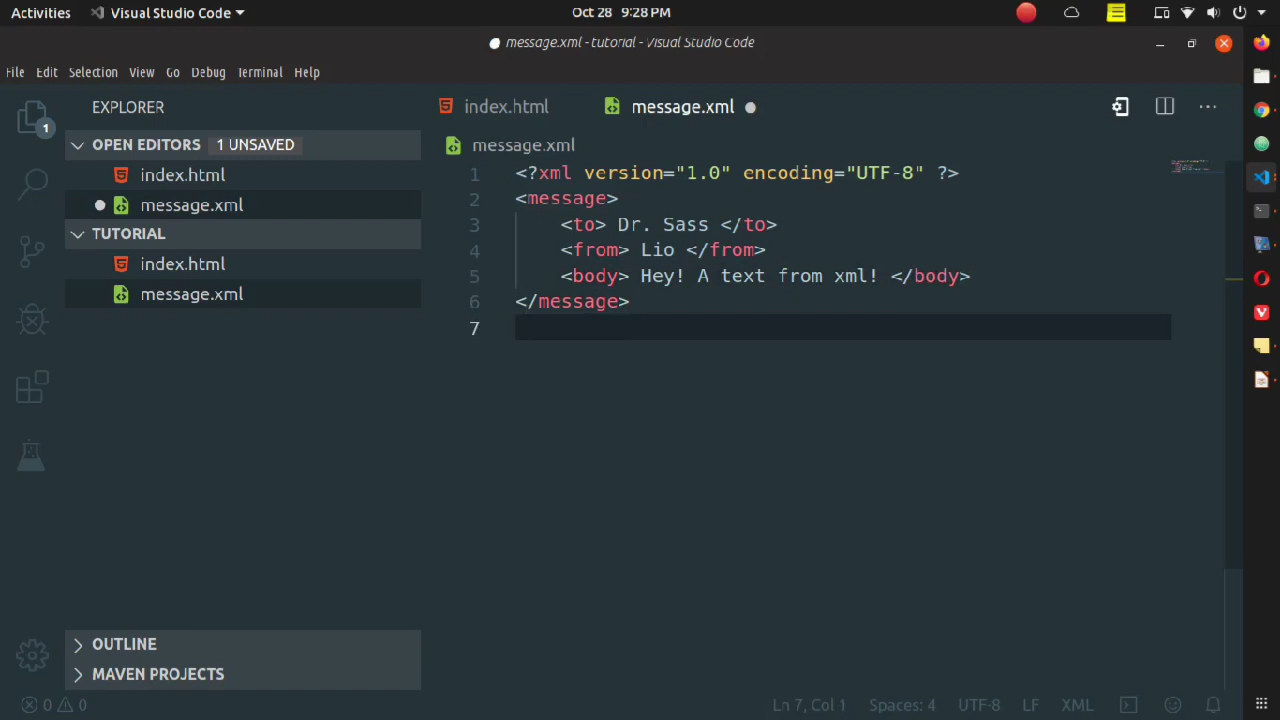 Activities
Visual Studio Code
Oct 28 9:28 PM
message.xml - tutorial - Visual Studio Code
File Edit Selection View Go Debug Terminal Help
EXPLORER
1
OPEN EDITORS 1 UNSAVED
index.html
message.xml
TUTORIAL
index.html
message.xml
OUTLINE
MAVEN PROJECTS
index.html message.xml
message.xml
1 <?xml version="1.0" encoding="UTF-8" ?>
2 <message>
3 <to> Dr. Sass </to>
4 <from> Lio </from>
5 <body> Hey! A text from xml! </body>
6 </message>
7
0 0
Ln 7, Col 1 Spaces: 4 UTF-8 LF XML